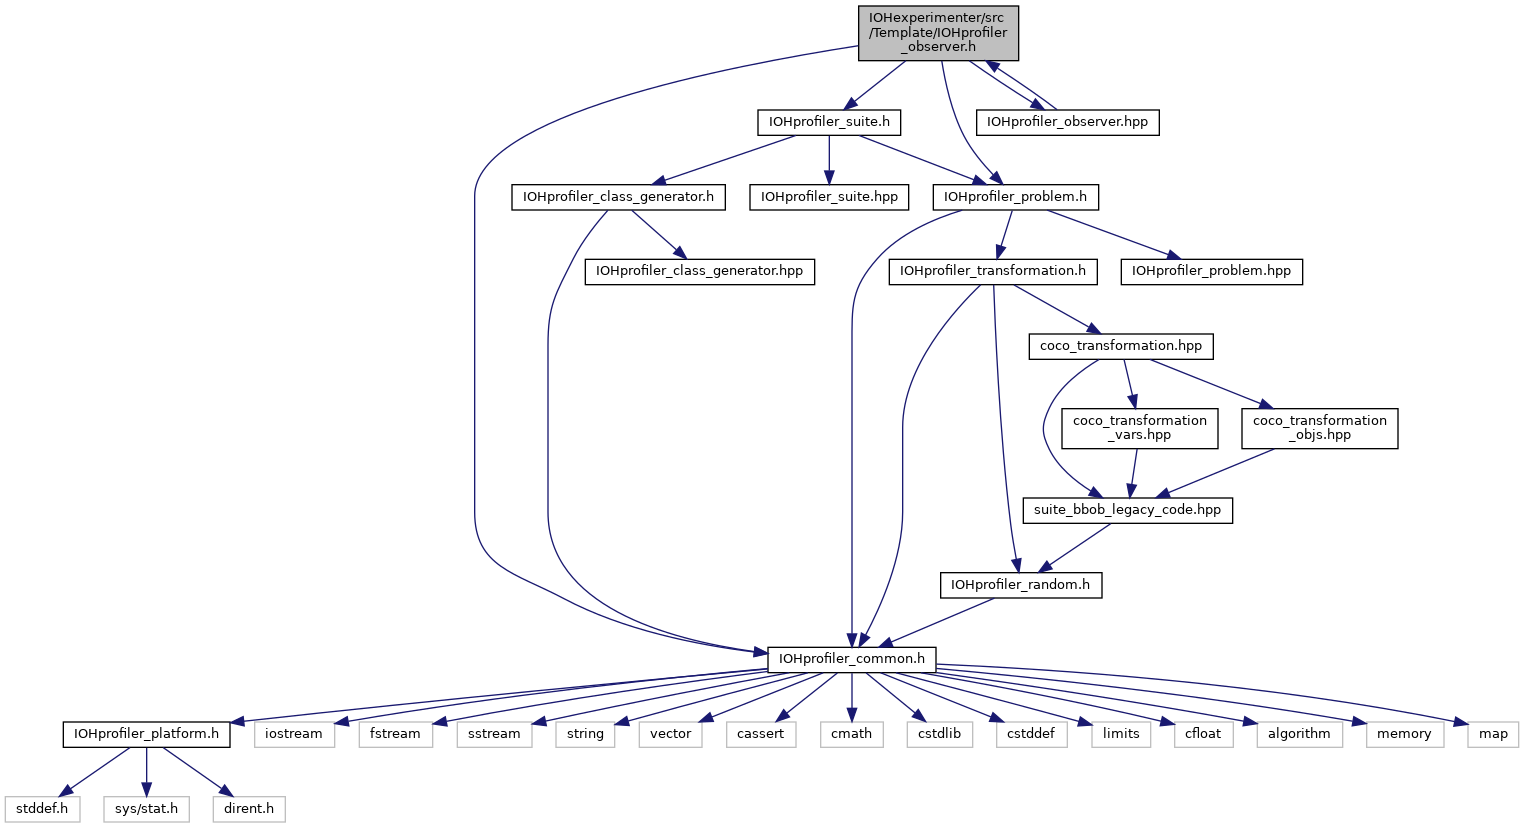 IOHexperimenter/src
/Template/IOHprofiler
_observer.h
IOHprofiler_suite.h
IOHprofiler_observer.hpp
IOHprofiler_class_generator.h
IOHprofiler_suite.hpp
IOHprofiler_problem.h
IOHprofiler_class_generator.hpp
IOHprofiler_transformation.h
IOHprofiler_problem.hpp
coco_transformation.hpp
coco_transformation
_vars.hpp
coco_transformation
_objs.hpp
suite_bbob_legacy_code.hpp
IOHprofiler_random.h
IOHprofiler_common.h
IOHprofiler_platform.h
iostream
fstream
sstream
string
vector
cassert
cmath
cstdlib
cstddef
limits
cfloat
algorithm
memory
map
stddef.h
sys/stat.h
dirent.h